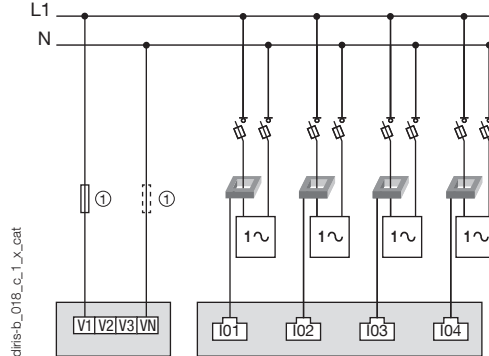 L1
N
① ①
1∿ 1∿ 1∿ 1∿
V1 V2 V3 VN
I01 I02 I03 I04
diris-b_018_c_1_x_cat